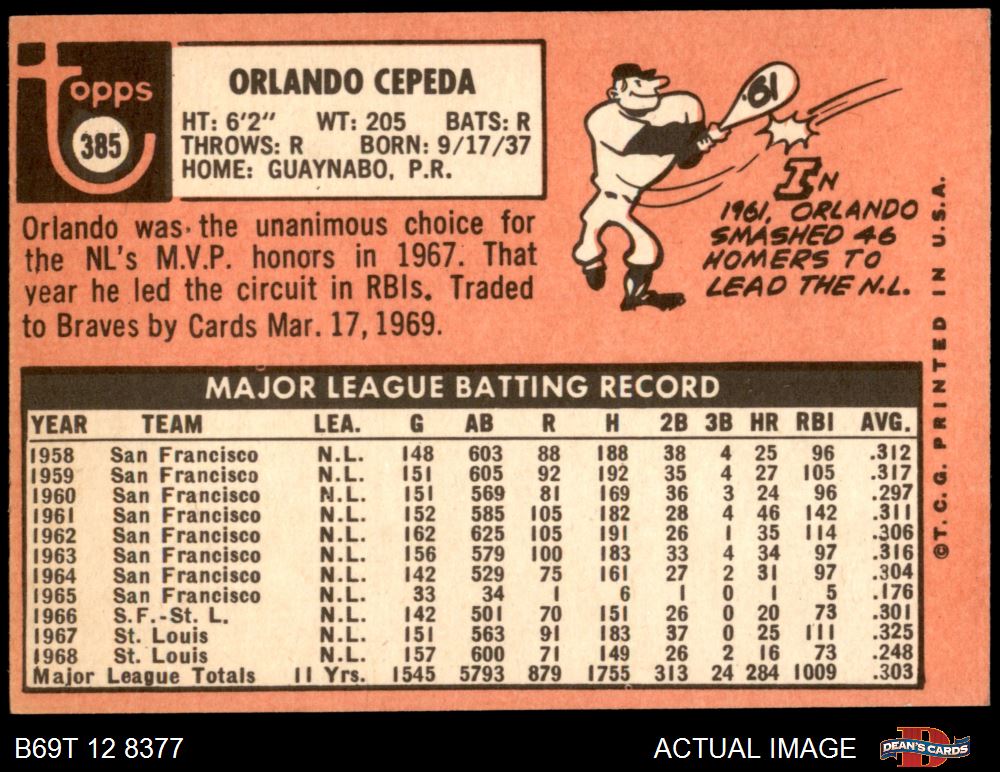 topps
385
ORLANDO CEPEDA
HT: 6'2" WT: 205 BATS: R
THROWS: R BORN: 9/17/37
HOME: GUAYNABO, P.R.
Orlando was the unanimous choice for
the NL's M.V.P. honors in 1967. That
year he led the circuit in RBIs. Traded
to Braves by Cards Mar. 17, 1969.
.61
IN
1961, ORLANDO
SMASHED 46
HOMERS TO
LEAD THE N.L.
©T.C.G. PRINTED IN U.S.A.
MAJOR LEAGUE BATTING RECORD
YEAR TEAM LEA. G AB R H 2B 3B HR RBI AVG.
1958 San Francisco N.L. 148 603 88 188 38 4 25 96 .312
1959 San Francisco N.L. 151 605 92 192 35 4 27 105 .317
1960 San Francisco N.L. 151 569 81 169 36 3 24 96 .297
1961 San Francisco N.L. 152 585 105 182 28 4 46 142 .311
1962 San Francisco N.L. 162 625 105 191 26 1 35 114 .306
1963 San Francisco N.L. 156 579 100 183 33 4 34 97 .316
1964 San Francisco N.L. 142 529 75 161 27 2 31 97 .304
1965 San Francisco N.L. 33 34 1 6 1 0 1 5 .176
1966 S.F.-St. L. N.L. 142 501 70 151 26 0 20 73 .301
1967 St. Louis N.L. 151 563 91 183 37 0 25 111 .325
1968 St. Louis N.L. 157 600 71 149 26 2 16 73 .248
Major League Totals 11 Yrs. 1545 5793 879 1755 313 24 284 1009 .303
B69T 12 8377
ACTUAL IMAGE
DEAN'S CARDS